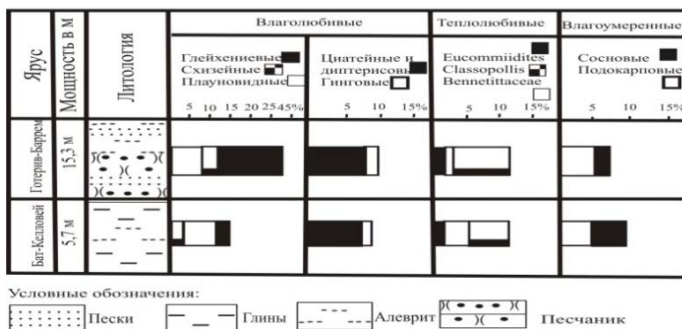 Ярус
Мощность в м
Литология
Влаголюбивые
Теплолюбивые
Влагоумеренные
Глейхениевые
Схизейные
Плауновидные
5 10 15 20 25 45%
Циатейные и
диптерисовые
Гинговые
5 10 15%
Eucommiidites
Classopollis
Bennetittaceae
5 10 15%
Сосновые
Подокарповые
5 10 15%
Готерив-Баррем
15,3 м
Бат-Келловей
5,7 м
Условные обозначения:
Пески
Глины
Алеврит
Песчаник